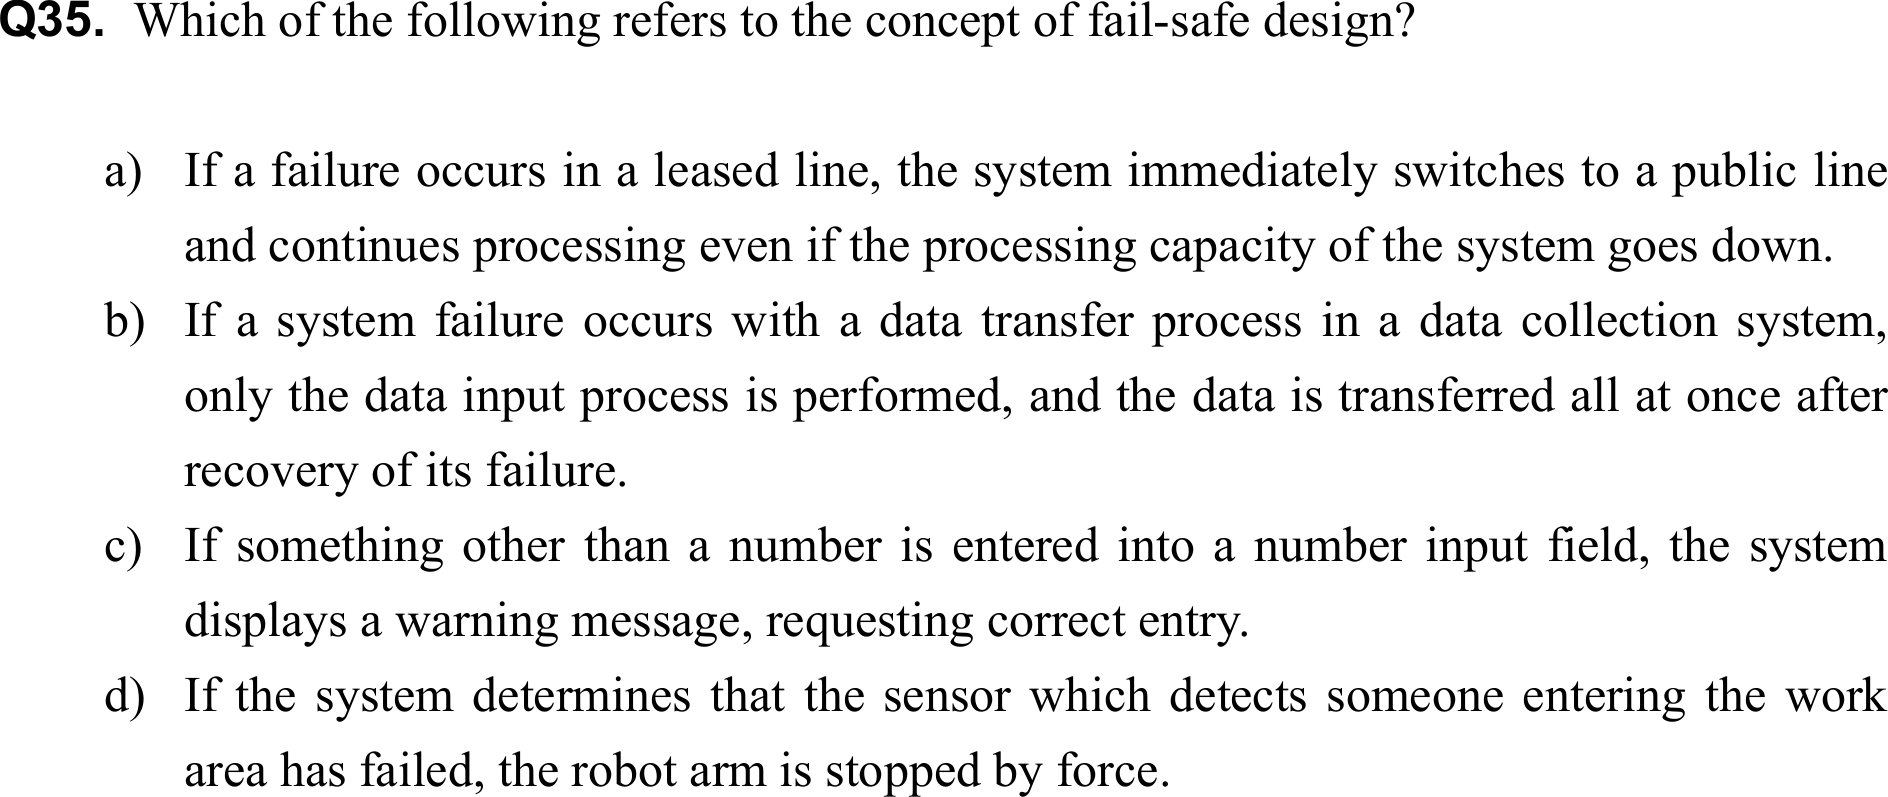 Q35. Which of the following refers to the concept of fail-safe design?
a) If a failure occurs in a leased line, the system immediately switches to a public line
and continues processing even if the processing capacity of the system goes down.
b) If a system failure occurs with a data transfer process in a data collection system,
only the data input process is performed, and the data is transferred all at once after
recovery of its failure.
c) If something other than a number is entered into a number input field, the system
displays a warning message, requesting correct entry.
d) If the system determines that the sensor which detects someone entering the work
area has failed, the robot arm is stopped by force.